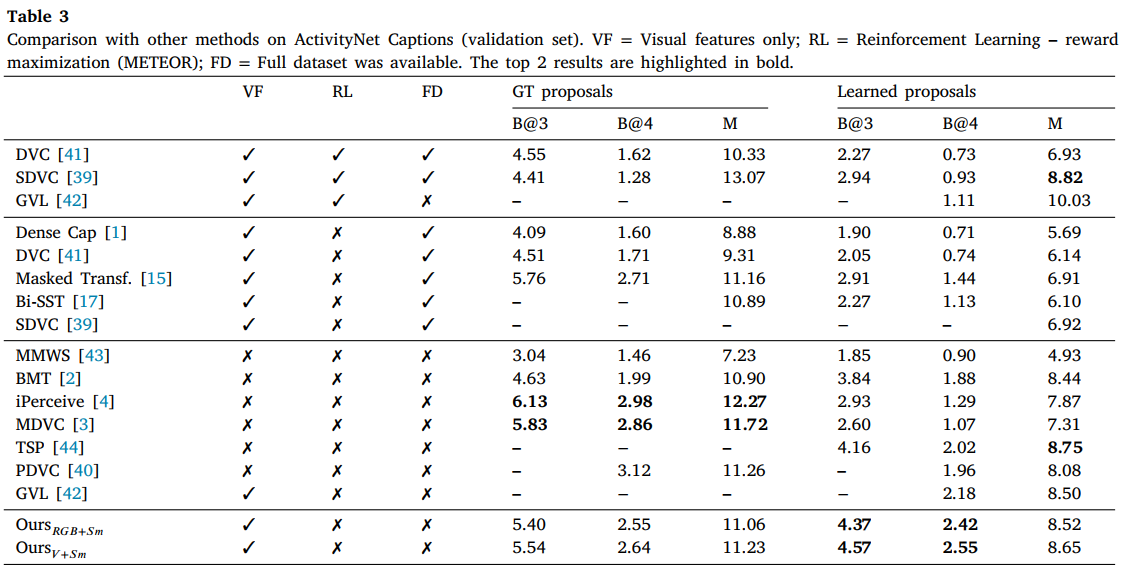 Table 3
Comparison with other methods on ActivityNet Captions (validation set). VF = Visual features only; RL = Reinforcement Learning – reward
maximization (METEOR); FD = Full dataset was available. The top 2 results are highlighted in bold.
VF RL FD GT proposals Learned proposals
B@3 B@4 M B@3 B@4 M
DVC [41] ✓ ✓ ✓ 4.55 1.62 10.33 2.27 0.73 6.93
SDVC [39] ✓ ✓ ✓ 4.41 1.28 13.07 2.94 0.93 8.82
GVL [42] ✓ ✓ ✗ – – – – 1.11 10.03
Dense Cap [1] ✓ ✗ ✓ 4.09 1.60 8.88 1.90 0.71 5.69
DVC [41] ✓ ✗ ✓ 4.51 1.71 9.31 2.05 0.74 6.14
Masked Transf. [15] ✓ ✗ ✓ 5.76 2.71 11.16 2.91 1.44 6.91
Bi-SST [17] ✓ ✗ ✓ – – 10.89 2.27 1.13 6.10
SDVC [39] ✓ ✗ ✓ – – – – – 6.92
MMWS [43] ✗ ✗ ✗ 3.04 1.46 7.23 1.85 0.90 4.93
BMT [2] ✗ ✗ ✗ 4.63 1.99 10.90 3.84 1.88 8.44
iPerceive [4] ✗ ✗ ✗ 6.13 2.98 12.27 2.93 1.29 7.87
MDVC [3] ✗ ✗ ✗ 5.83 2.86 11.72 2.60 1.07 7.31
TSP [44] ✗ ✗ ✗ – – – 4.16 2.02 8.75
PDVC [40] ✗ ✗ ✗ – 3.12 11.26 – 1.96 8.08
GVL [42] ✓ ✗ ✗ – – – – 2.18 8.50
Ours RGB+Sm ✓ ✗ ✗ 5.40 2.55 11.06 4.37 2.42 8.52
Ours V+Sm ✓ ✗ ✗ 5.54 2.64 11.23 4.57 2.55 8.65